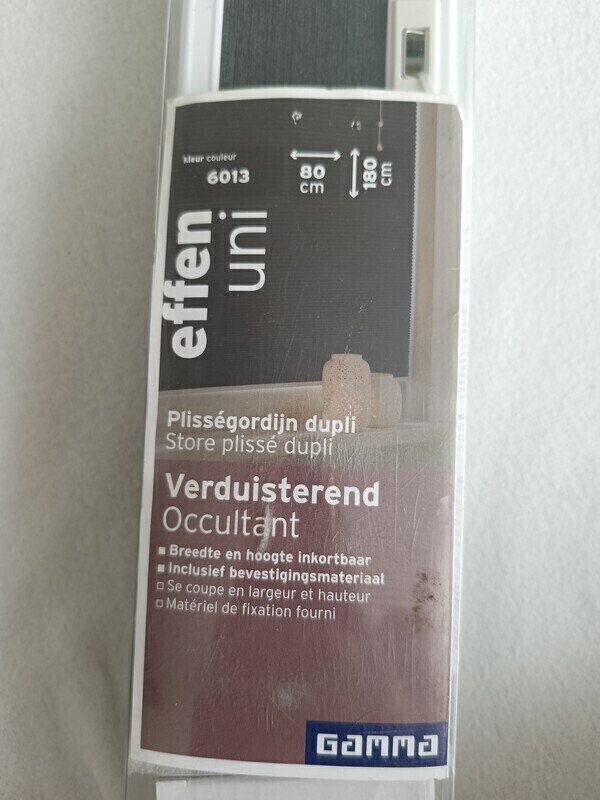 kleur couleur
6013
80
cm
180
cm
effen
uni
Plisségordijn dupli
Store plissé dupli
Verduisterend
Occultant
Breedte en hoogte inkortbaar
Inclusief bevestigingsmateriaal
Se coupe en largeur et hauteur
Matériel de fixation fourni
GAMMA